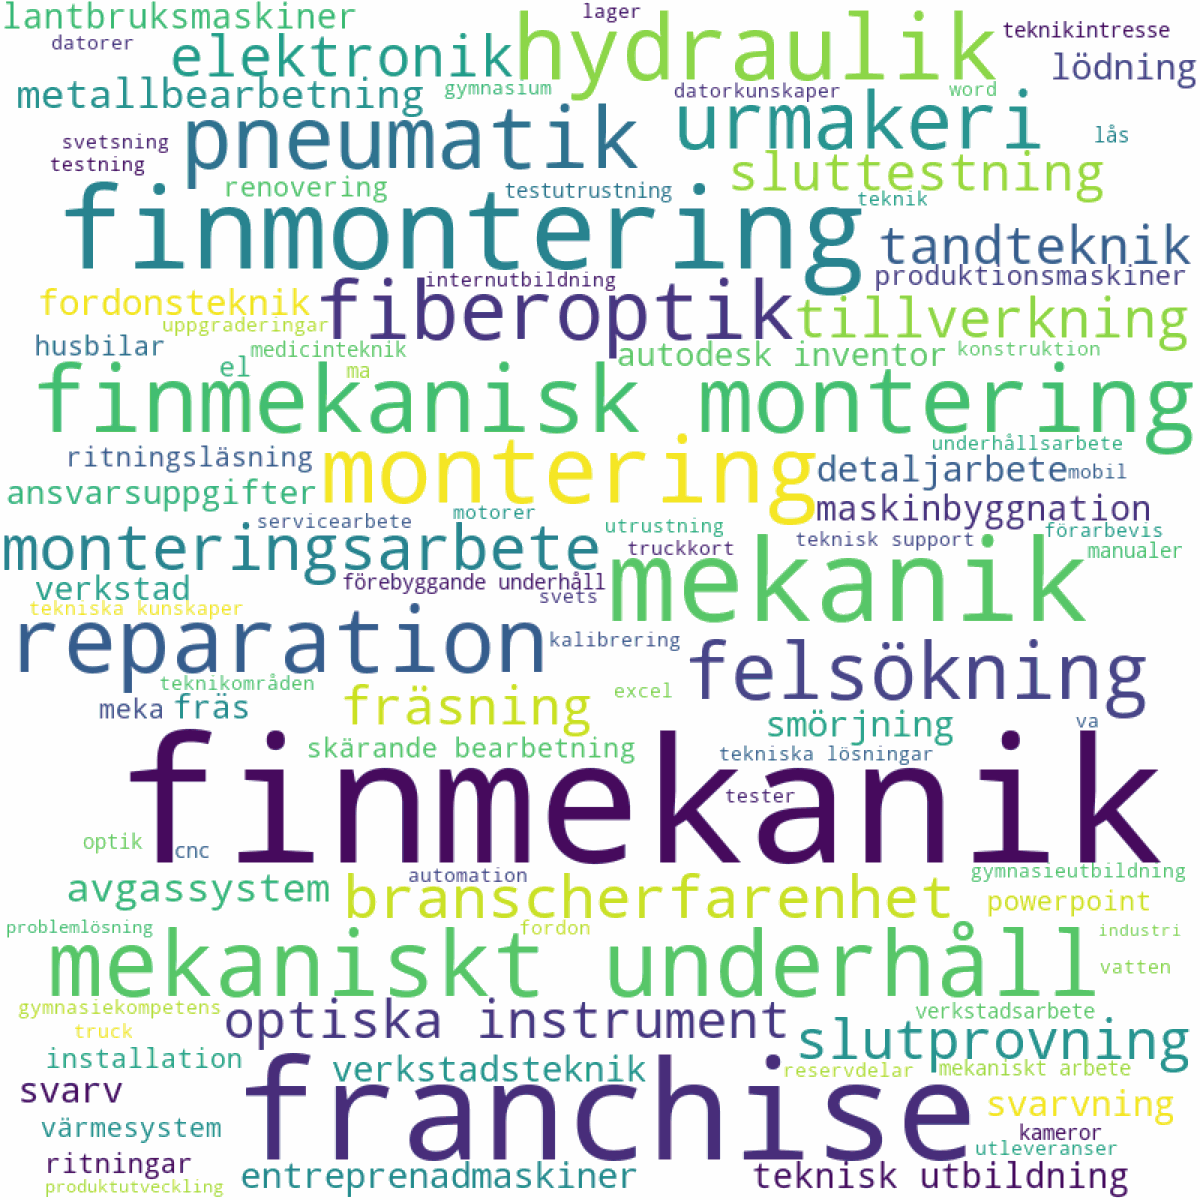 lantbruksmaskiner
lager
teknikintresse
datorer
elektronik
hydraulik
lödning
metallbearbetning
gymnasium
datorkunskaper
word
svetsning
pneumatik
urmakeri
lås
testning
sluttestning
renovering
testutrustning
teknik
finmontering
tandteknik
internutbildning
produktionsmaskiner
fordonsteknik
fiberoptik
tillverkning
uppgraderingar
husbilar
medicinteknik
autodesk inventor
konstruktion
el
ma
finmekanisk montering
ritningsläsning
montering
underhållsarbete
detaljarbete
mobil
ansvarsuppgifter
maskinbyggnation
servicearbete
motorer
utrustning
förarbevis
monteringsarbete
truckkort
teknisk support
manualer
verkstad
förebyggande underhåll
mekanik
svets
tekniska kunskaper
reparation
kalibrering
felsökning
teknikområden
excel
meka
fräs
fräsning
smörjning
va
skärande bearbetning
tekniska lösningar
finmekanik
tester
optik
cnc
automation
gymnasieutbildning
avgassystem
branscherfarenhet
powerpoint
problemlösning
fordon
industri
mekaniskt underhåll
vatten
gymnasiekompetens
optiska instrument
verkstadsarbete
truck
slutprovning
installation
verkstadsteknik
reservdelar
mekaniskt arbete
svarv
franchise
svarvning
värmesystem
kameror
utleveranser
ritningar
entreprenadmaskiner
teknisk utbildning
produktutveckling